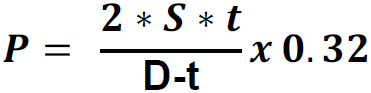 P = 2 * S * t / D-t x 0.32